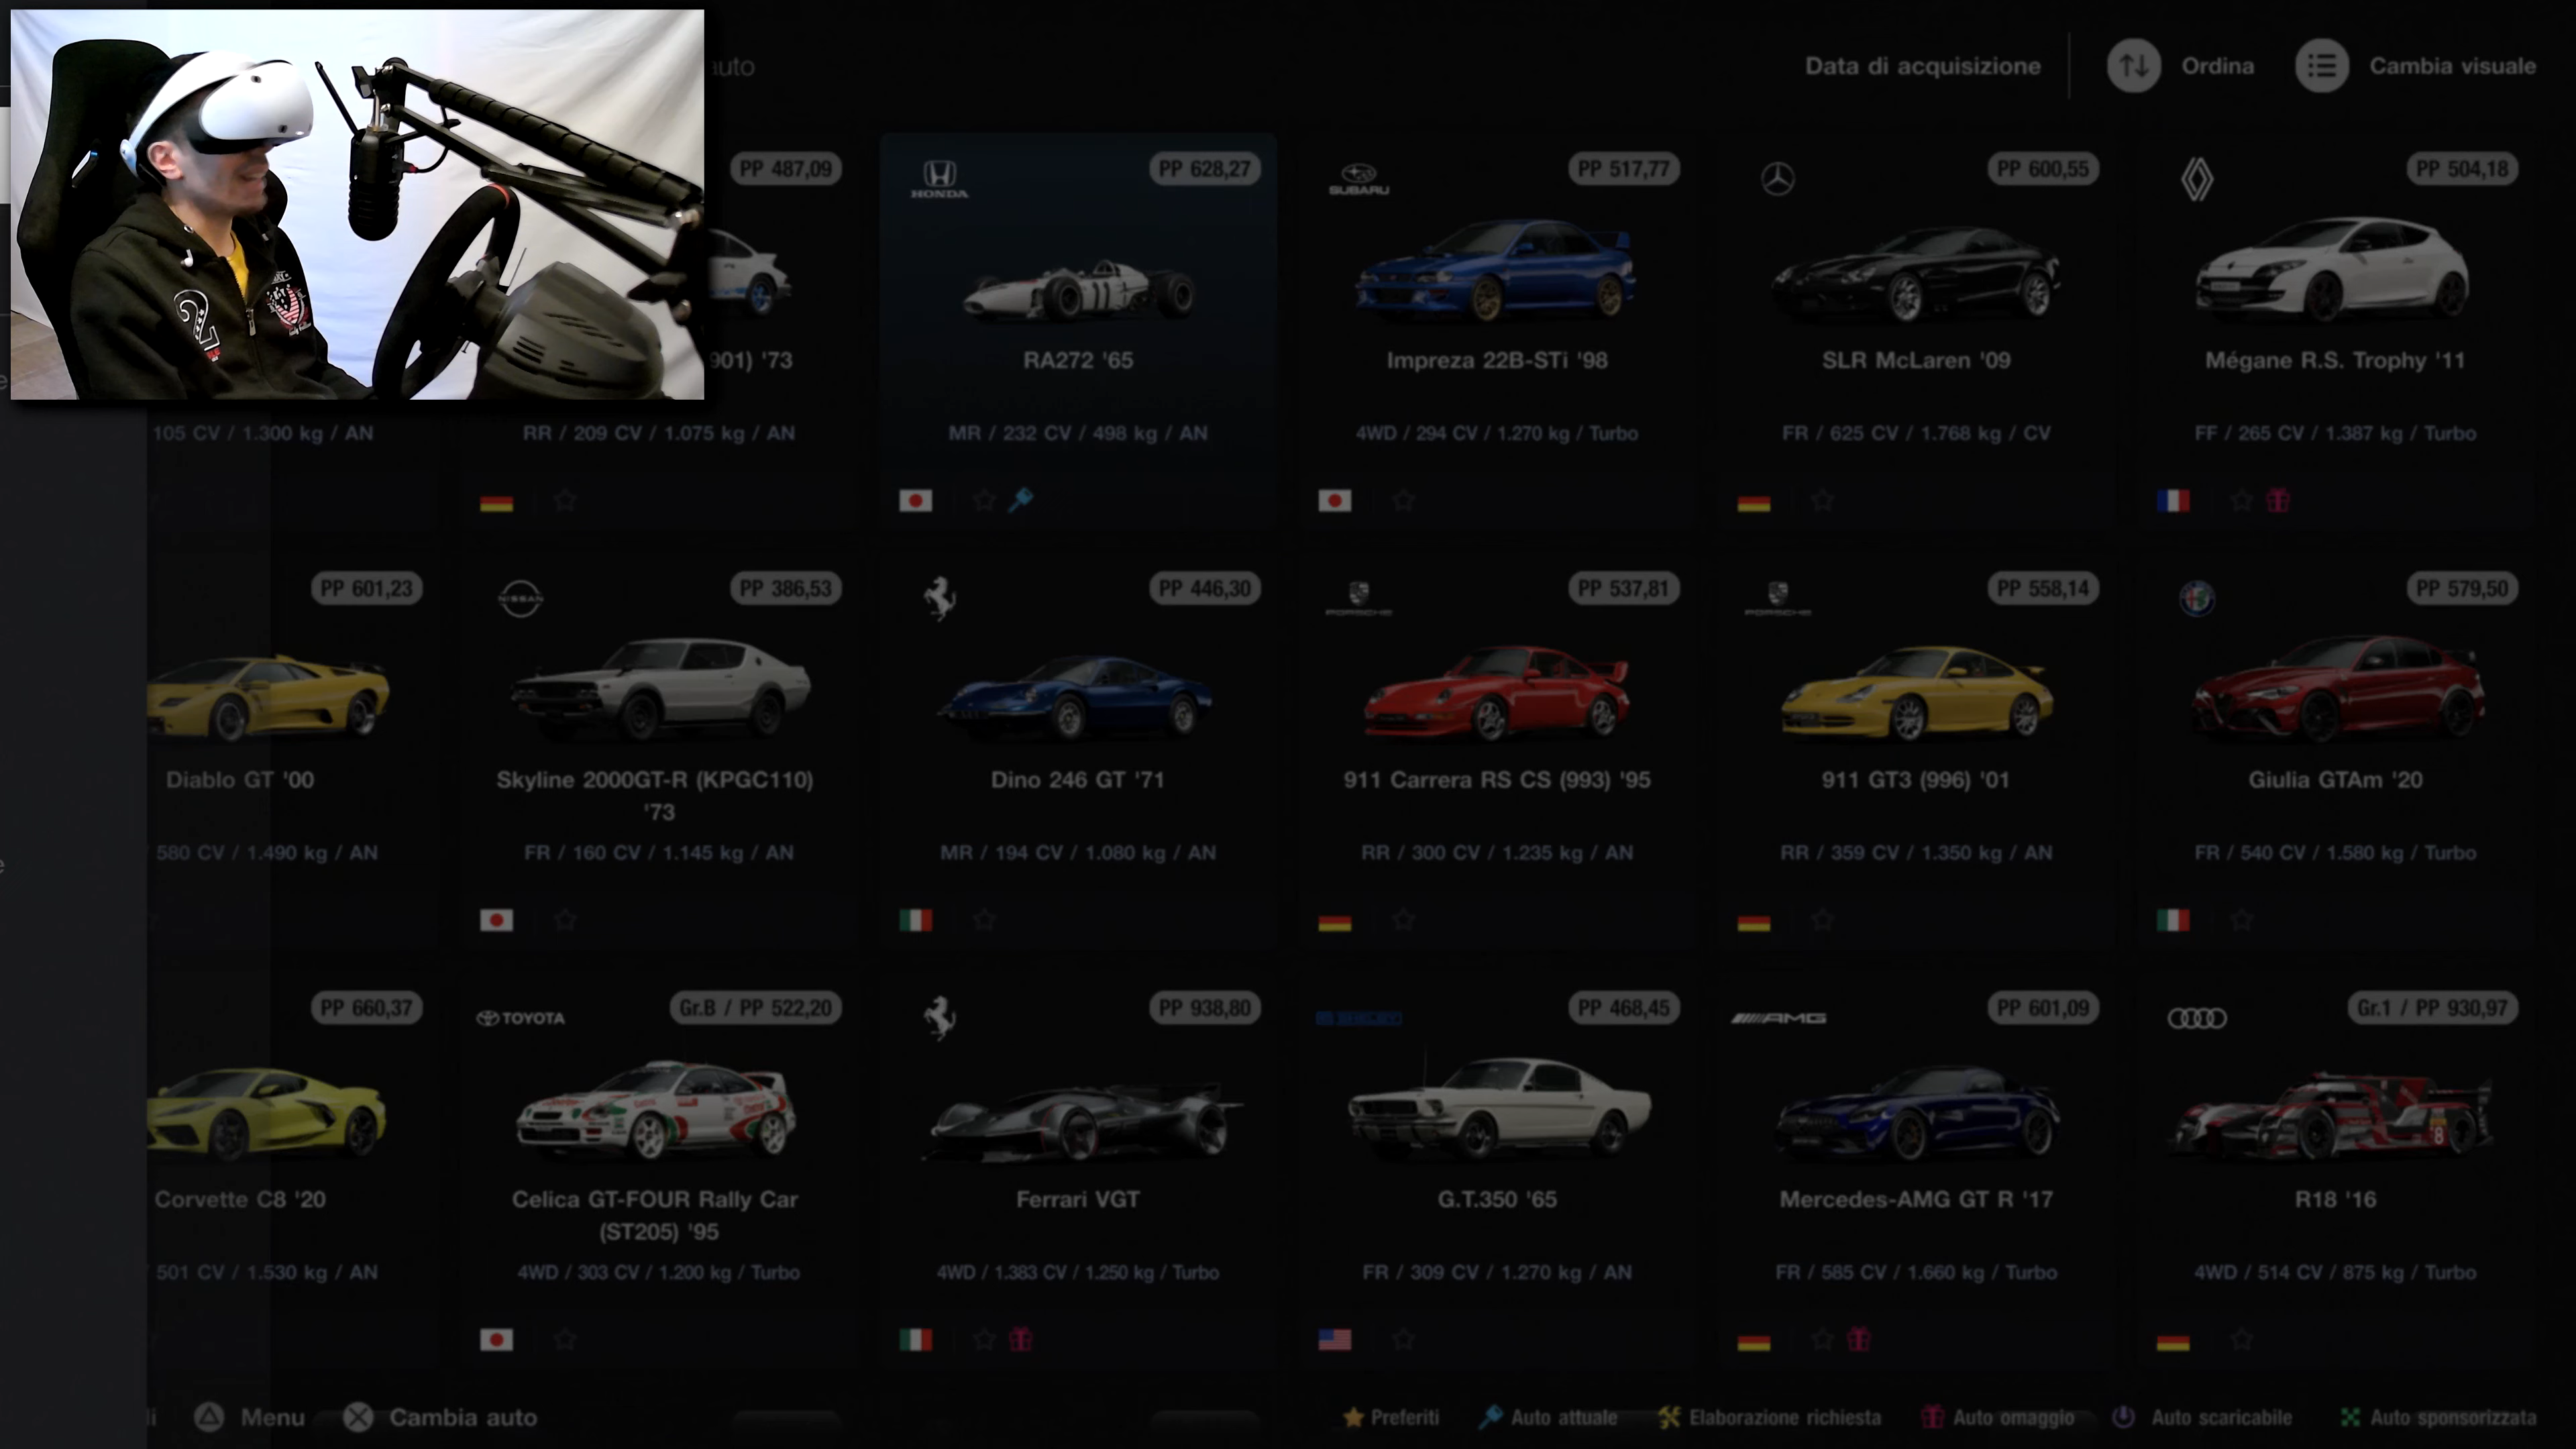 auto
Data di acquisizione
Ordina
Cambia visuale
PP 487,09
901) '73
RR / 209 CV / 1.075 kg / AN
HONDA
PP 628,27
11
RA272 '65
MR / 232 CV / 498 kg / AN
SUBARU
PP 517,77
Impreza 22B-STi '98
4WD / 294 CV / 1.270 kg / Turbo
PP 600,55
SLR McLaren '09
FR / 625 CV / 1.768 kg / CV
PP 504,18
Mégane R.S. Trophy '11
FF / 265 CV / 1.387 kg / Turbo
105 CV / 1.300 kg / AN
2
PP 601,23
Diablo GT '00
/ 580 CV / 1.490 kg / AN
NISSAN
PP 386,53
Skyline 2000GT-R (KPGC110)
'73
FR / 160 CV / 1.145 kg / AN
PP 446,30
Dino 246 GT '71
MR / 194 CV / 1.080 kg / AN
PORSCHE
PP 537,81
911 Carrera RS CS (993) '95
RR / 300 CV / 1.235 kg / AN
PORSCHE
PP 558,14
911 GT3 (996) '01
RR / 359 CV / 1.350 kg / AN
PP 579,50
Giulia GTAm '20
FR / 540 CV / 1.580 kg / Turbo
PP 660,37
Corvette C8 '20
501 CV / 1.530 kg / AN
TOYOTA
Gr.B / PP 522,20
Celica GT-FOUR Rally Car
(ST205) '95
4WD / 303 CV / 1.200 kg / Turbo
PP 938,80
Ferrari VGT
4WD / 1.383 CV / 1.250 kg / Turbo
SHELBY
PP 468,45
G.T.350 '65
FR / 309 CV / 1.270 kg / AN
AMG
PP 601,09
Mercedes-AMG GT R '17
FR / 585 CV / 1.660 kg / Turbo
Gr.1 / PP 930,97
8
R18 '16
4WD / 514 CV / 875 kg / Turbo
li
Menu
Cambia auto
Preferiti
Auto attuale
Elaborazione richiesta
Auto omaggio
Auto scaricabile
Auto sponsorizzata